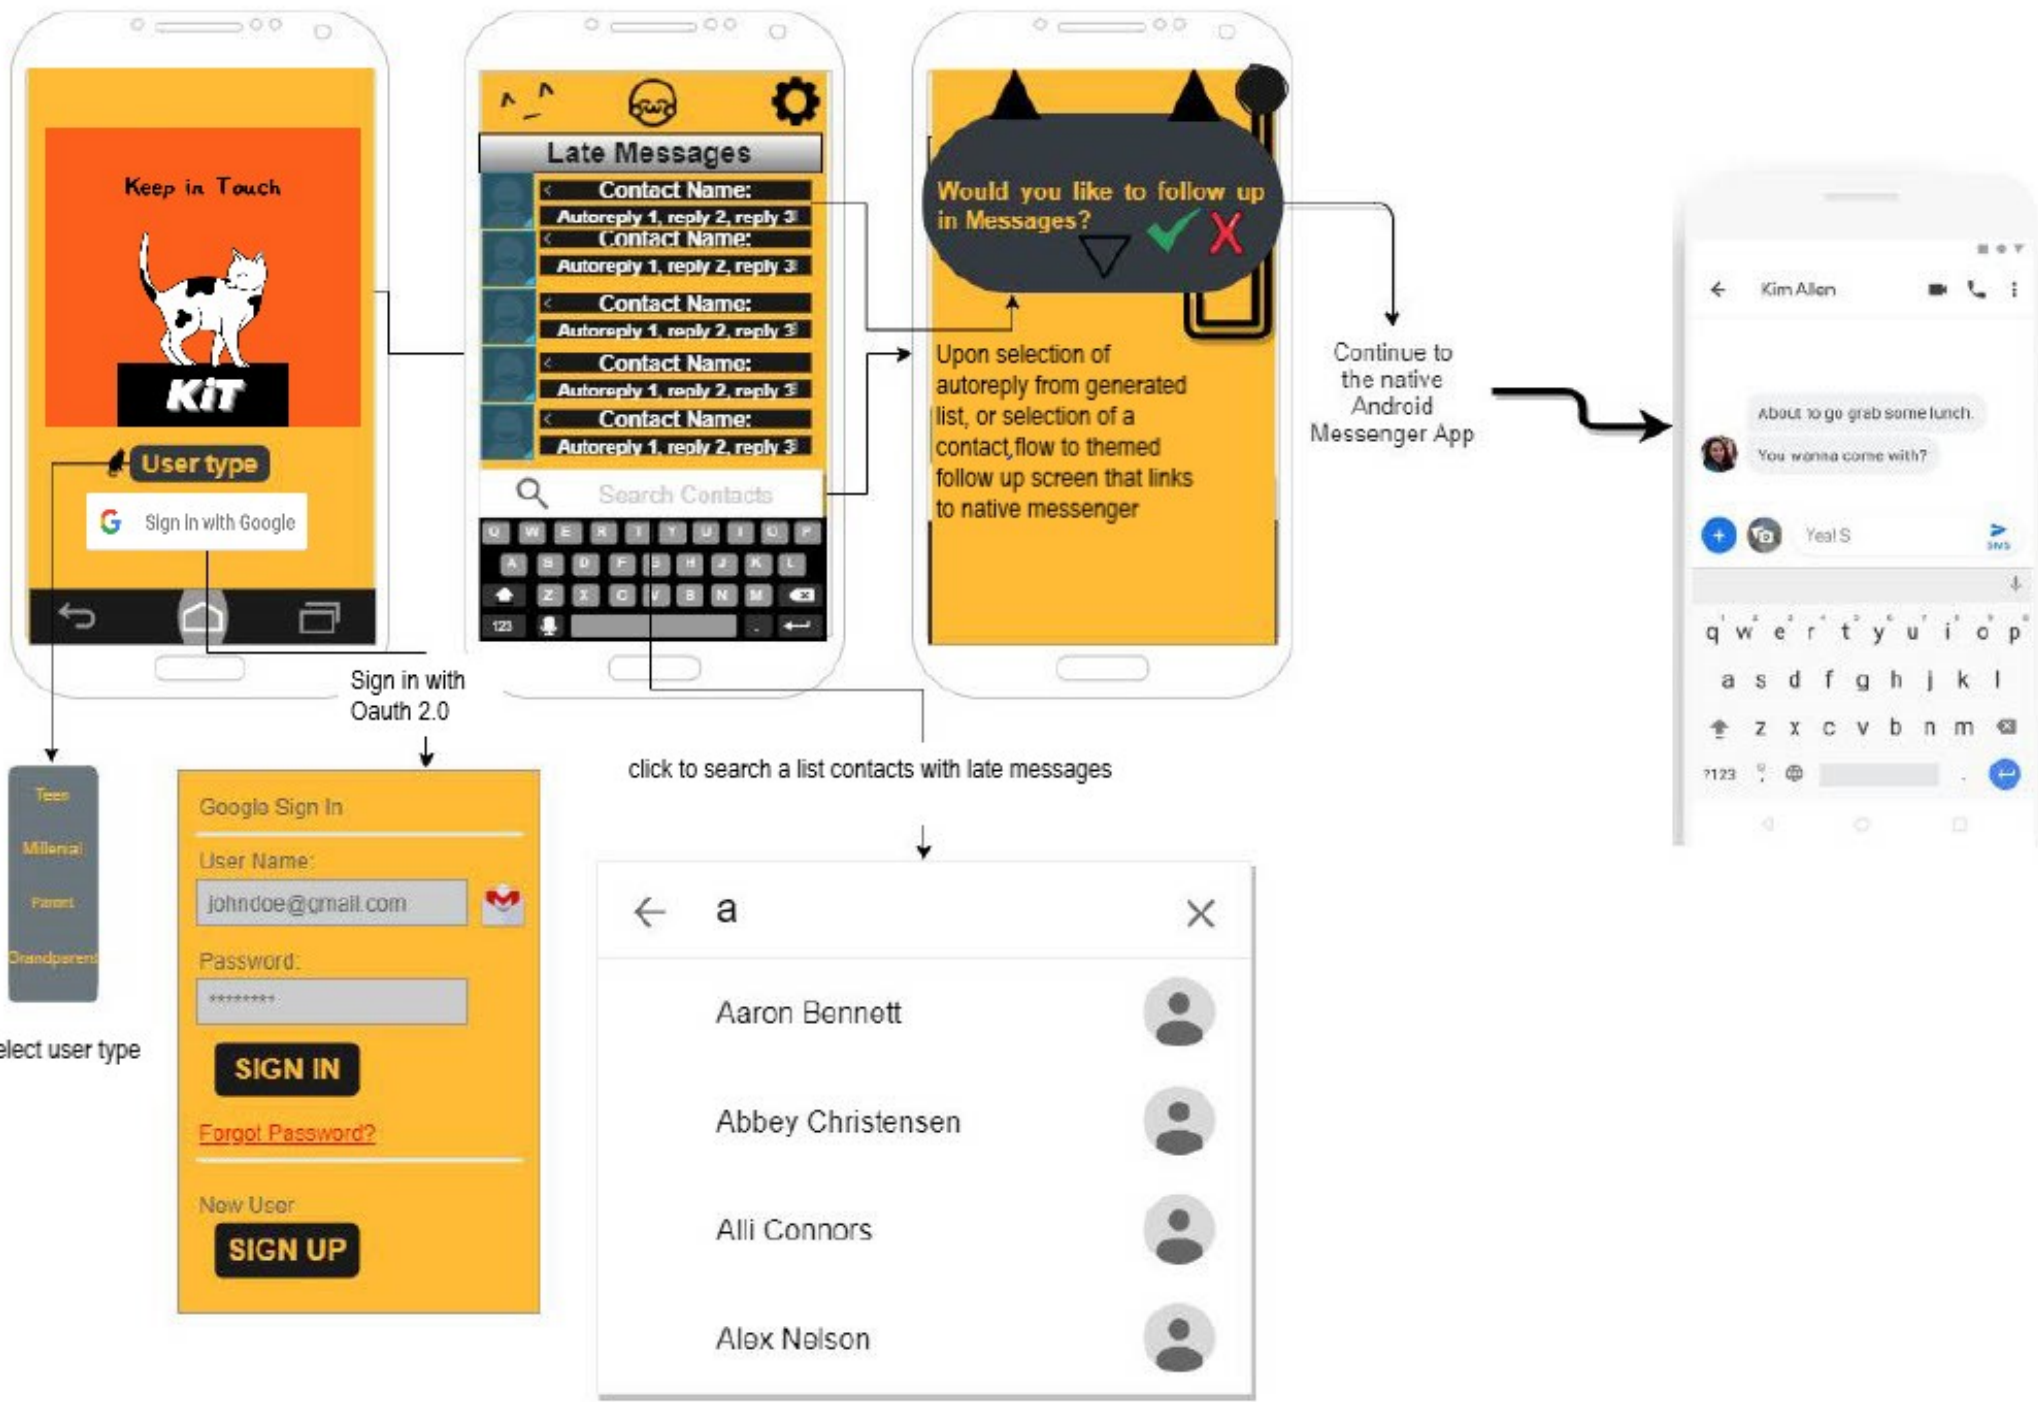 Keep in Touch
KiT
User type
Sign in with Google
Late Messages
Contact Name:
Autoreply 1, reply 2, reply 3
Contact Name:
Autoreply 1, reply 2, reply 3
Contact Name:
Autoreply 1, reply 2, reply 3
Contact Name:
Autoreply 1, reply 2, reply 3
Contact Name:
Autoreply 1, reply 2, reply 3
Search Contacts
Q W E R T Y U I O P
A S D F G H J K L
Z X C V B N M
123 .
Would you like to follow up
in Messages?
X
Upon selection of
autoreply from generated
list, or selection of a
contact,flow to themed
follow up screen that links
to native messenger
Continue to
the native
Android
Messenger App
Kim Allen
About to go grab some lunch.
You wanna come with?
Yea! S
SMS
q w e r t y u i o p
a s d f g h j k l
z x c v b n m
?123 , .
Sign in with
Oauth 2.0
Teen
Millenial
Parent
Grandparent
elect user type
Google Sign In
User Name:
johndoe@gmail.com
Password:
********
SIGN IN
Forgot Password?
New User
SIGN UP
click to search a list contacts with late messages
a
Aaron Bennett
Abbey Christensen
Alli Connors
Alex Nelson